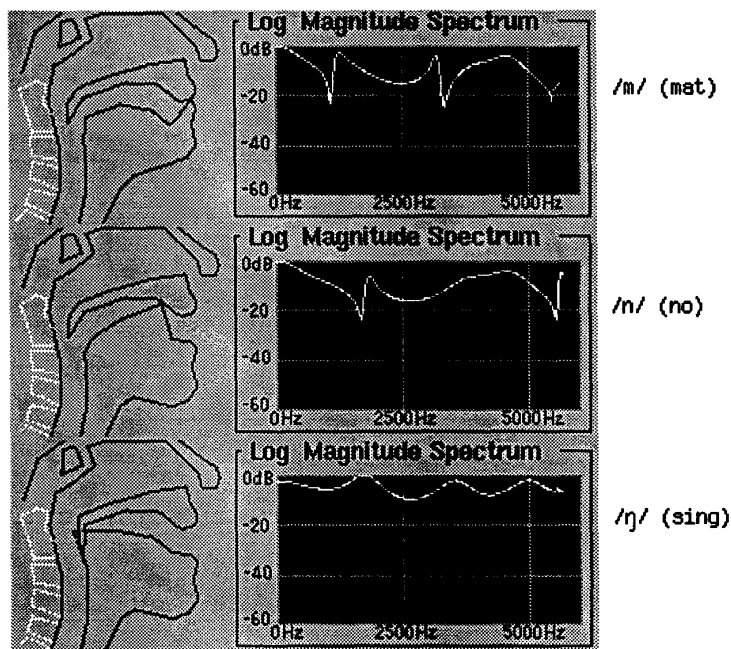 Log Magnitude Spectrum
0dB
-20
-40
-60
0Hz 2500Hz 5000Hz
/m/ (mat)
Log Magnitude Spectrum
0dB
-20
-40
-60
0Hz 2500Hz 5000Hz
/n/ (no)
Log Magnitude Spectrum
0dB
-20
-40
-60
0Hz 2500Hz 5000Hz
/ŋ/ (sing)